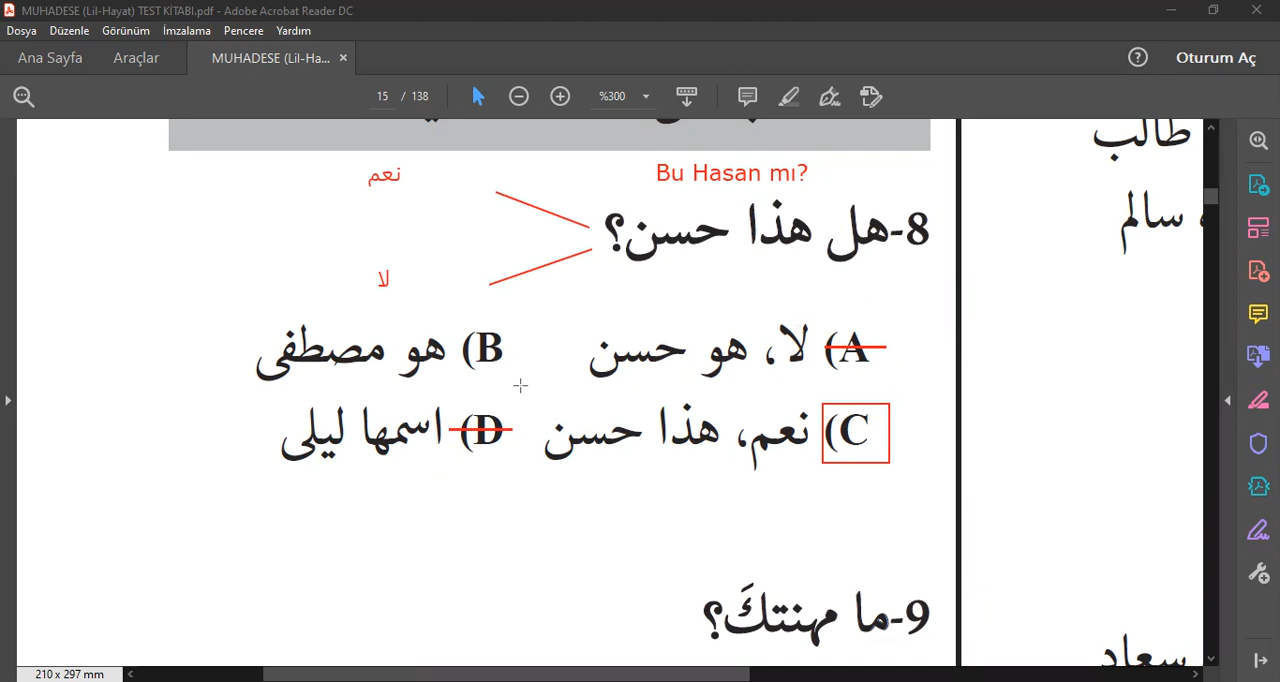 MUHADESE (Lil-Hayat) TEST KİTABI.pdf - Adobe Acrobat Reader DC
Dosya Düzenle Görünüm İmzalama Pencere Yardım
Ana Sayfa Araçlar MUHADESE (Lil-Ha... × Oturum Aç
15 / 138 %300
طالب
سالم
نعم Bu Hasan mı?
8-هل هذا حسن؟
لا
A) لا، هو حسن B) هو مصطفى
C) نعم، هذا حسن D) اسمها ليلى
9-ما مهنتكَ؟
سعاد
210 x 297 mm